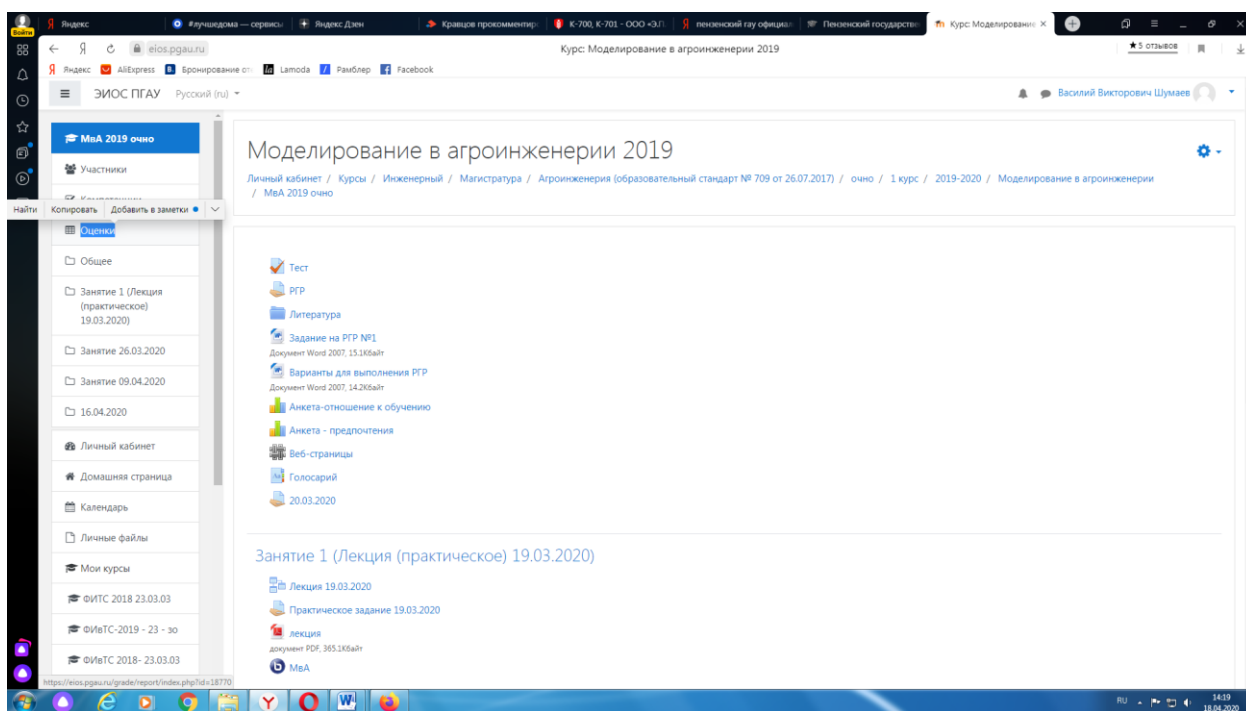 Войти
Яндекс
#лучшедома — сервисы
Яндекс Дзен
Кравцов прокомментир
К-700, К-701 - ООО «Э.П.
пензенский гау официал
Пензенский государстве
Курс: Моделирование
eios.pgau.ru
Курс: Моделирование в агроинженерии 2019
★5 отзывов
Яндекс
AliExpress
Бронирование от
Lamoda
Рамблер
Facebook
ЭИОС ПГАУ
Русский (ru)
Василий Викторович Шумаев
МвА 2019 очно
Участники
Компетенции
Найти
Копировать
Добавить в заметки
Оценки
Общее
Занятие 1 (Лекция
(практическое)
19.03.2020)
Занятие 26.03.2020
Занятие 09.04.2020
16.04.2020
Личный кабинет
Домашняя страница
Календарь
Личные файлы
Мои курсы
ФИТС 2018 23.03.03
ФИвТС-2019 - 23 - зо
ФИвТС 2018- 23.03.03
https://eios.pgau.ru/grade/report/index.php?id=18770
Моделирование в агроинженерии 2019
Личный кабинет / Курсы / Инженерный / Магистратура / Агроинженерия (образовательный стандарт № 709 от 26.07.2017) / очно / 1 курс / 2019-2020 / Моделирование в агроинженерии
/ МвА 2019 очно
Тест
РГР
Литература
Задание на РГР №1
Документ Word 2007, 15.1Кбайт
Варианты для выполнения РГР
Документ Word 2007, 14.2Кбайт
Анкета-отношение к обучению
Анкета - предпочтения
Веб-страницы
Голосарий
20.03.2020
Занятие 1 (Лекция (практическое) 19.03.2020)
Лекция 19.03.2020
Практическое задание 19.03.2020
лекция
документ PDF, 365.1Кбайт
МвА
RU
14:19
18.04.2020